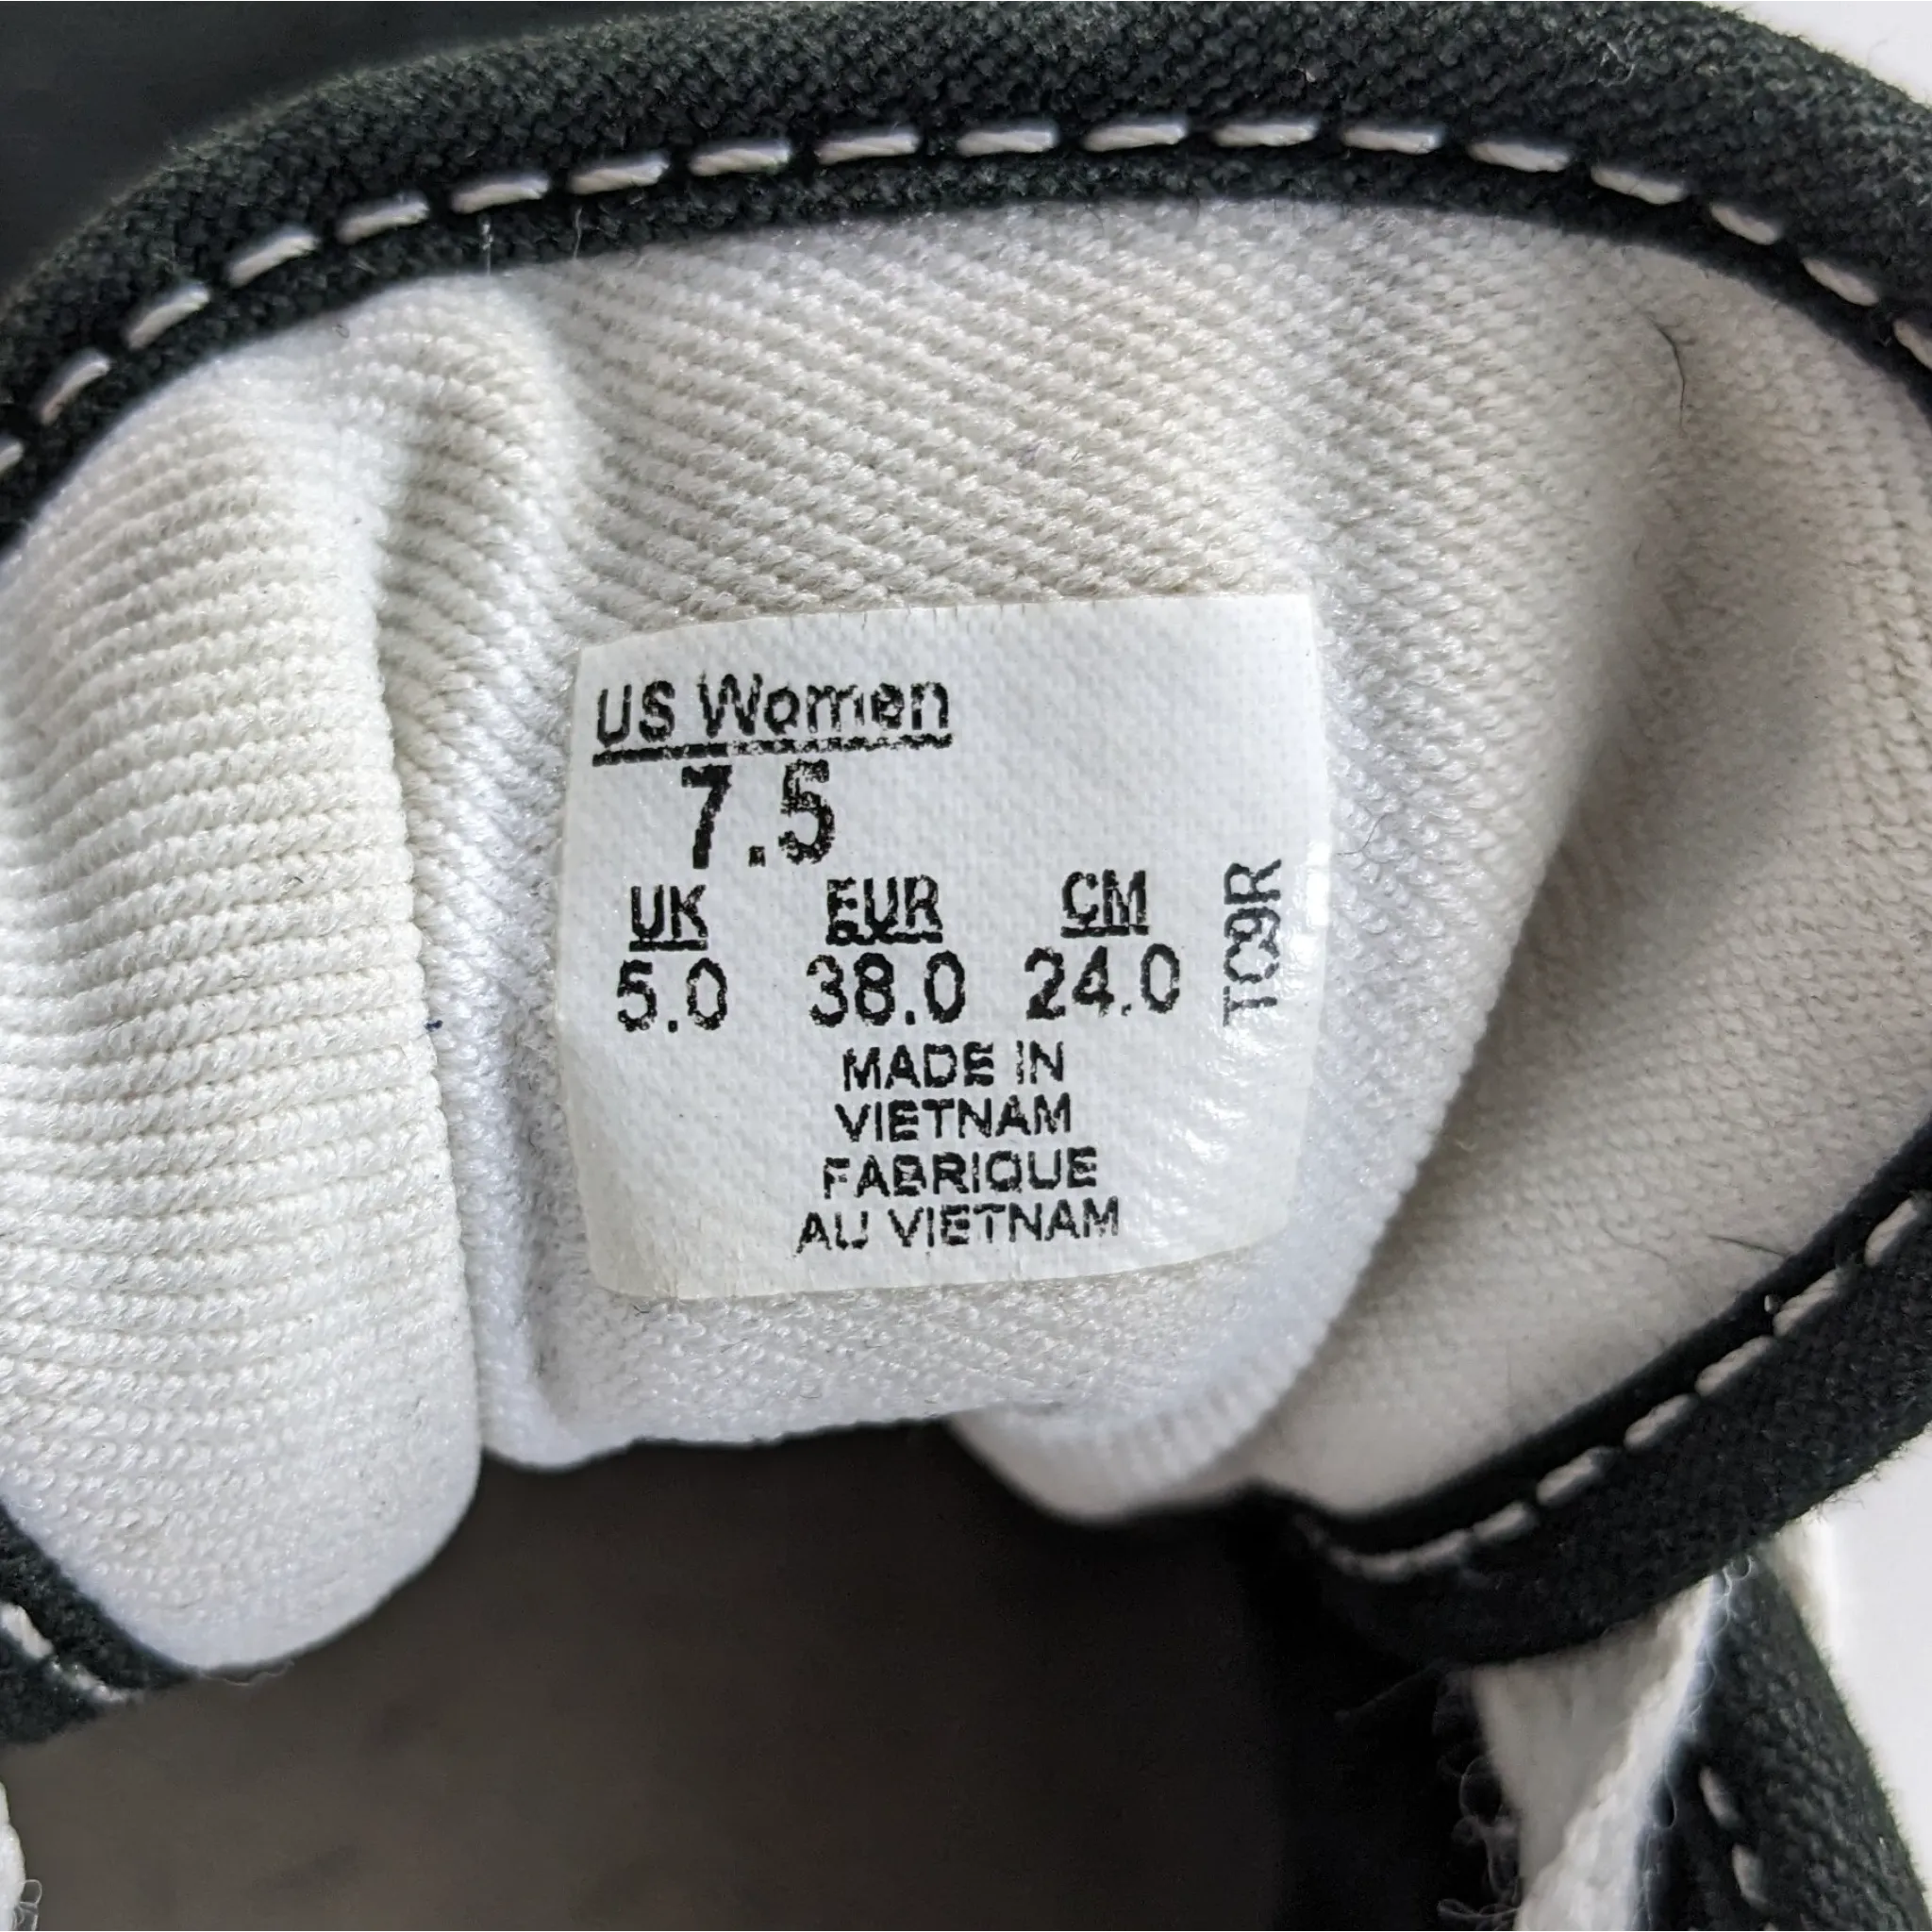 US Women
7.5
UK EUR CM
5.0 38.0 24.0
TC9R
MADE IN
VIETNAM
FABRIQUE
AU VIETNAM